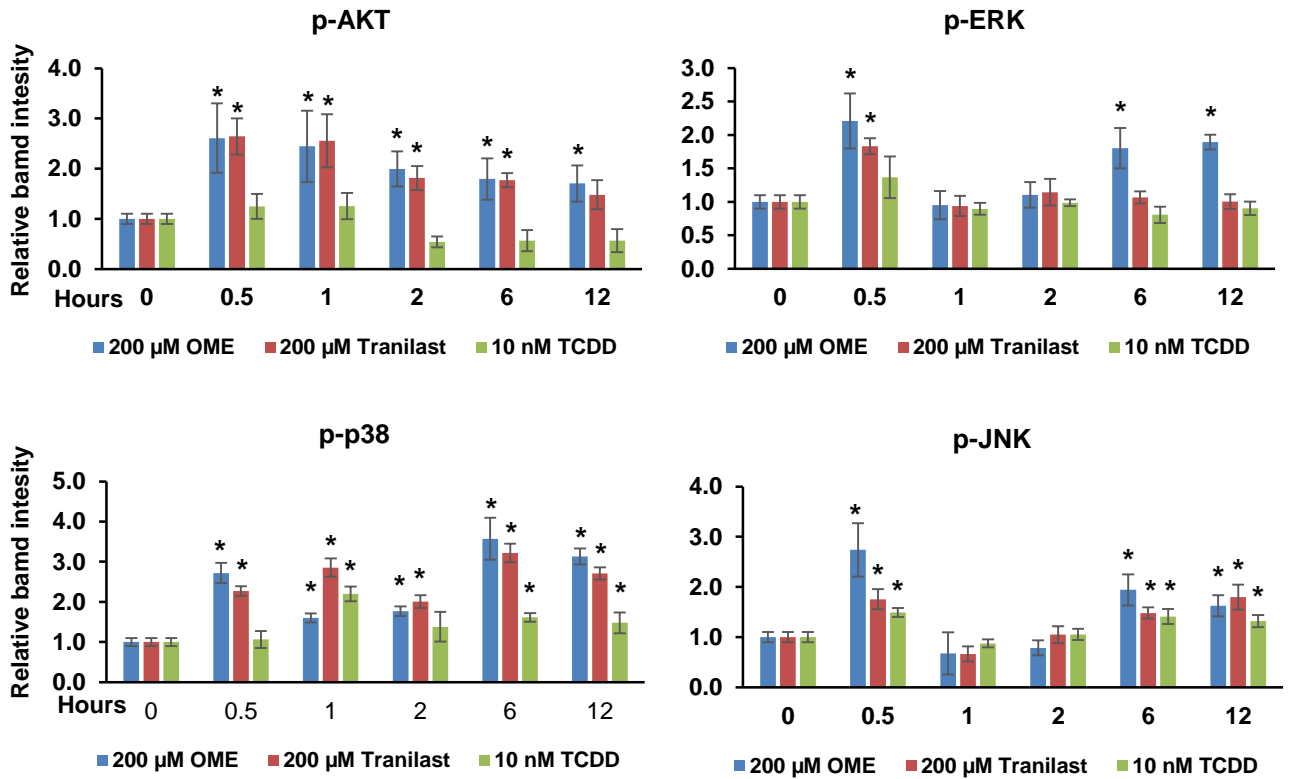 p-AKT
Relative bamd intesity
4.0
3.0
2.0
1.0
0.0
* * * * * * * * *
Hours 0 0.5 1 2 6 12
200 µM OME 200 µM Tranilast 10 nM TCDD
p-ERK
3.0
2.5
2.0
1.5
1.0
0.5
0.0
* * * *
0 0.5 1 2 6 12
200 µM OME 200 µM Tranilast 10 nM TCDD
p-p38
Relative bamd intesity
5.0
4.0
3.0
2.0
1.0
0.0
* * * * * * * * * * * * *
Hours 0 0.5 1 2 6 12
200 µM OME 200 µM Tranilast 10 nM TCDD
p-JNK
4.0
3.0
2.0
1.0
0.0
* * * * * * * * *
0 0.5 1 2 6 12
200 µM OME 200 µM Tranilast 10 nM TCDD